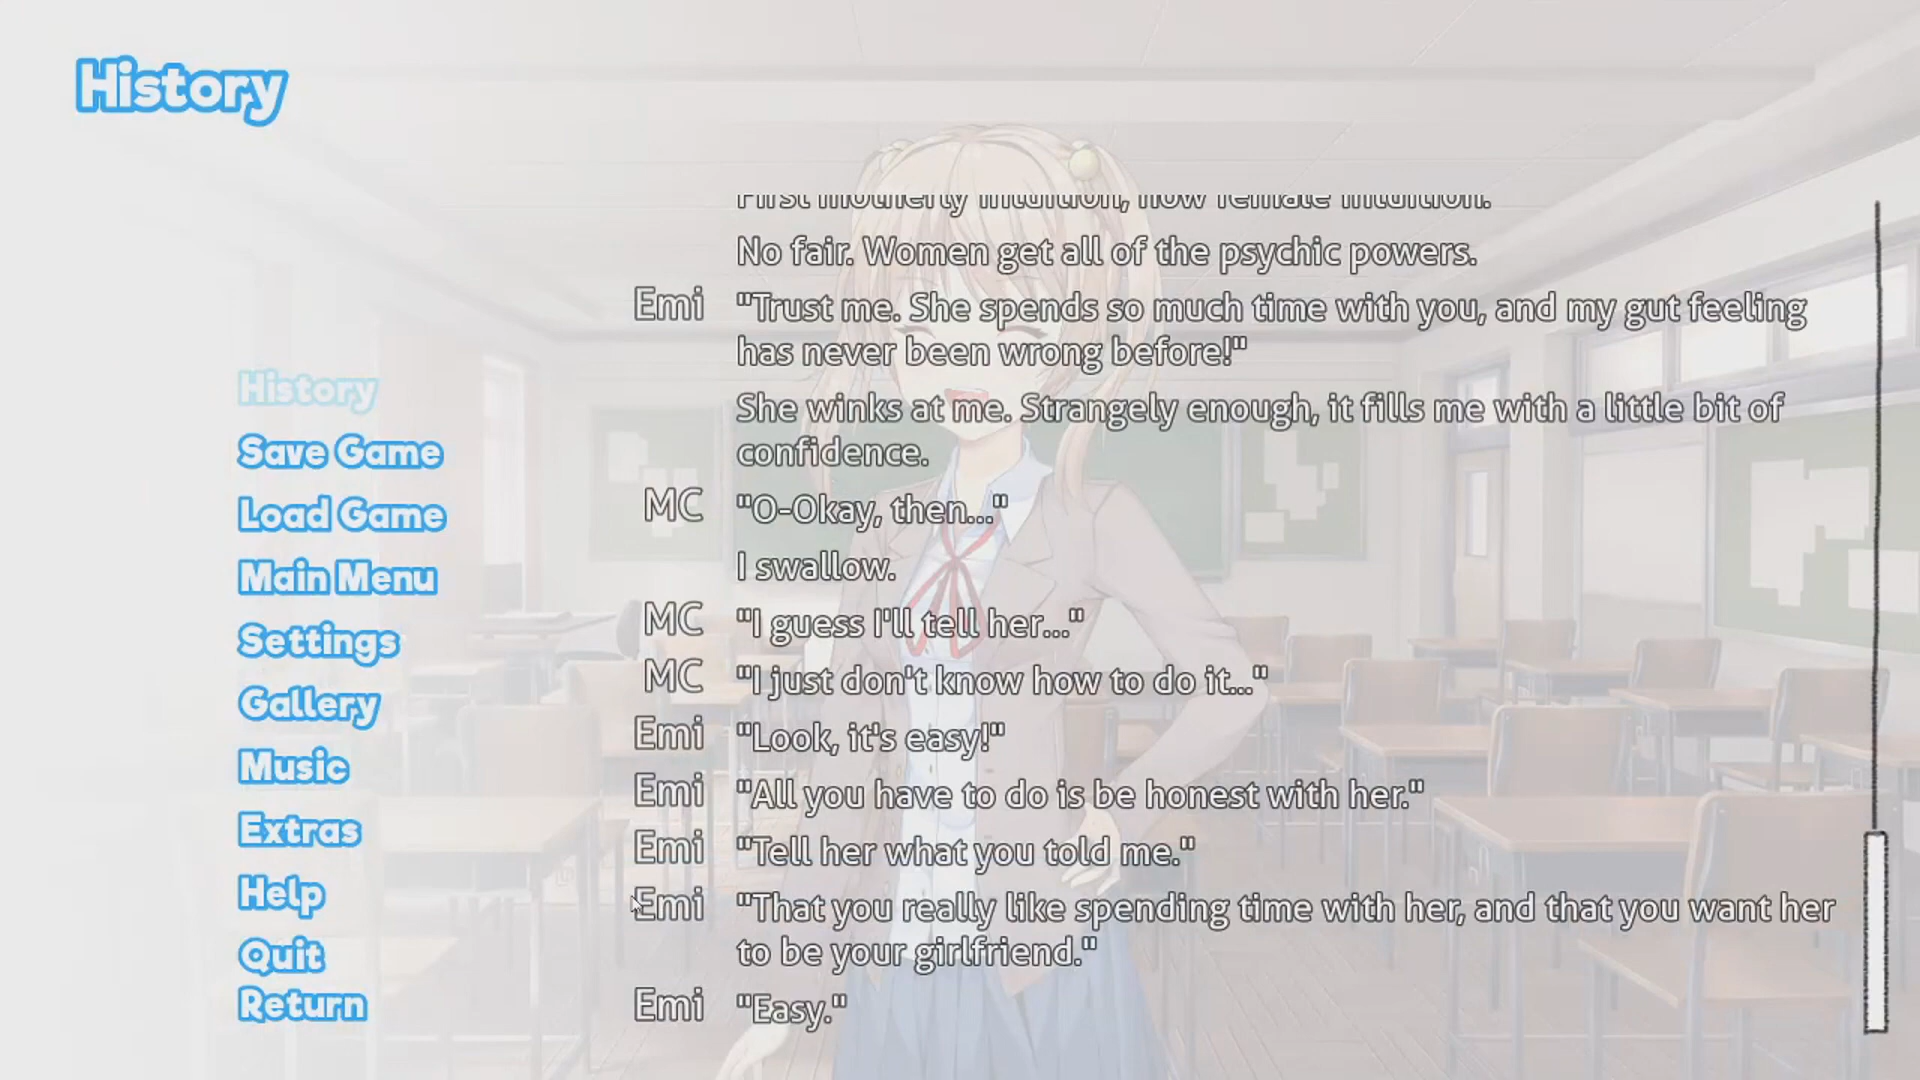 History
First motherly intuition, now female intuition.
No fair. Women get all of the psychic powers.
Emi "Trust me. She spends so much time with you, and my gut feeling
has never been wrong before!"
She winks at me. Strangely enough, it fills me with a little bit of
confidence.
MC "O-Okay, then..."
I swallow.
MC "I guess I'll tell her..."
MC "I just don't know how to do it..."
Emi "Look, it's easy!"
Emi "All you have to do is be honest with her."
Emi "Tell her what you told me."
Emi "That you really like spending time with her, and that you want her
to be your girlfriend."
Emi "Easy."
History
Save Game
Load Game
Main Menu
Settings
Gallery
Music
Extras
Help
Quit
Return